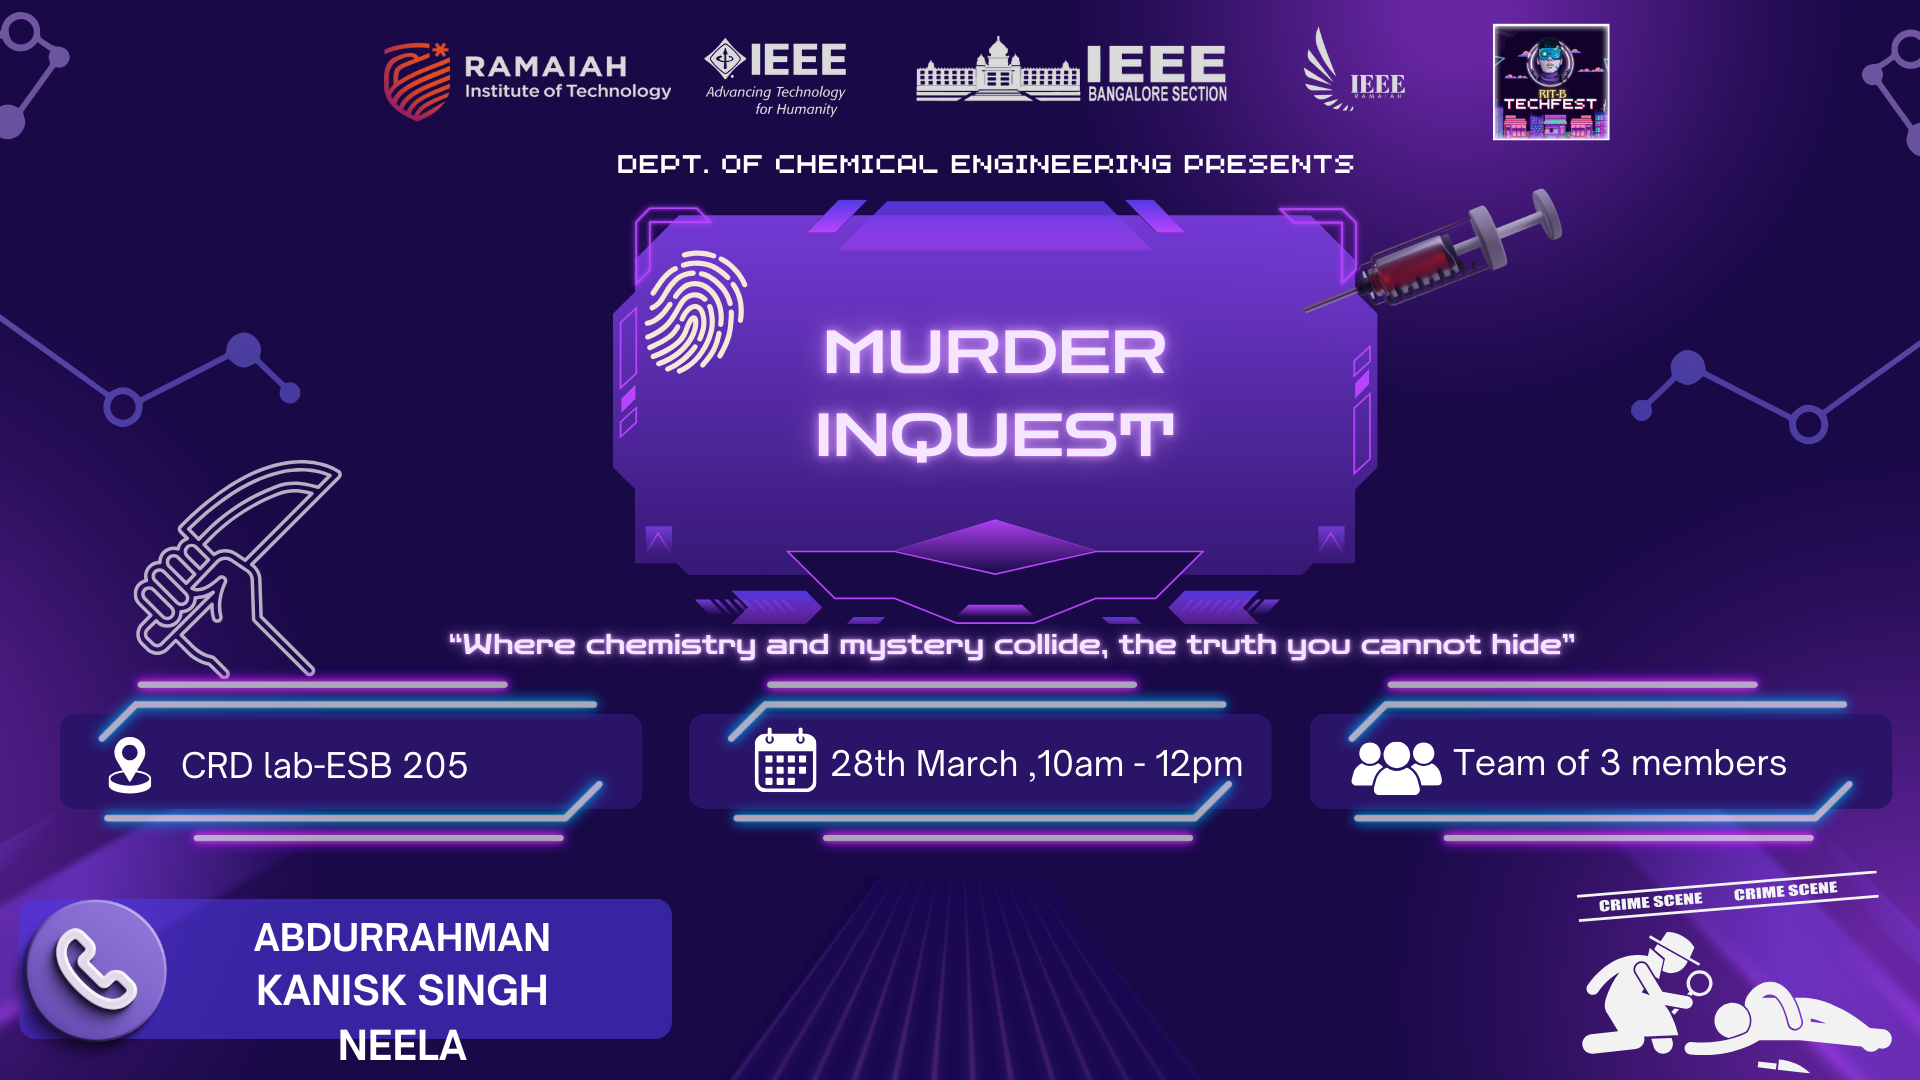 RAMAIAH
Institute of Technology
IEEE
Advancing Technology
for Humanity
IEEE
BANGALORE SECTION
IEEE
RAMAIAH
RIT-B
TECHFEST
DEPT. OF CHEMICAL ENGINEERING PRESENTS
MURDER
INQUEST
“Where chemistry and mystery collide, the truth you cannot hide”
CRD lab-ESB 205
28th March ,10am - 12pm
Team of 3 members
ABDURRAHMAN
KANISK SINGH
NEELA
CRIME SCENE CRIME SCENE